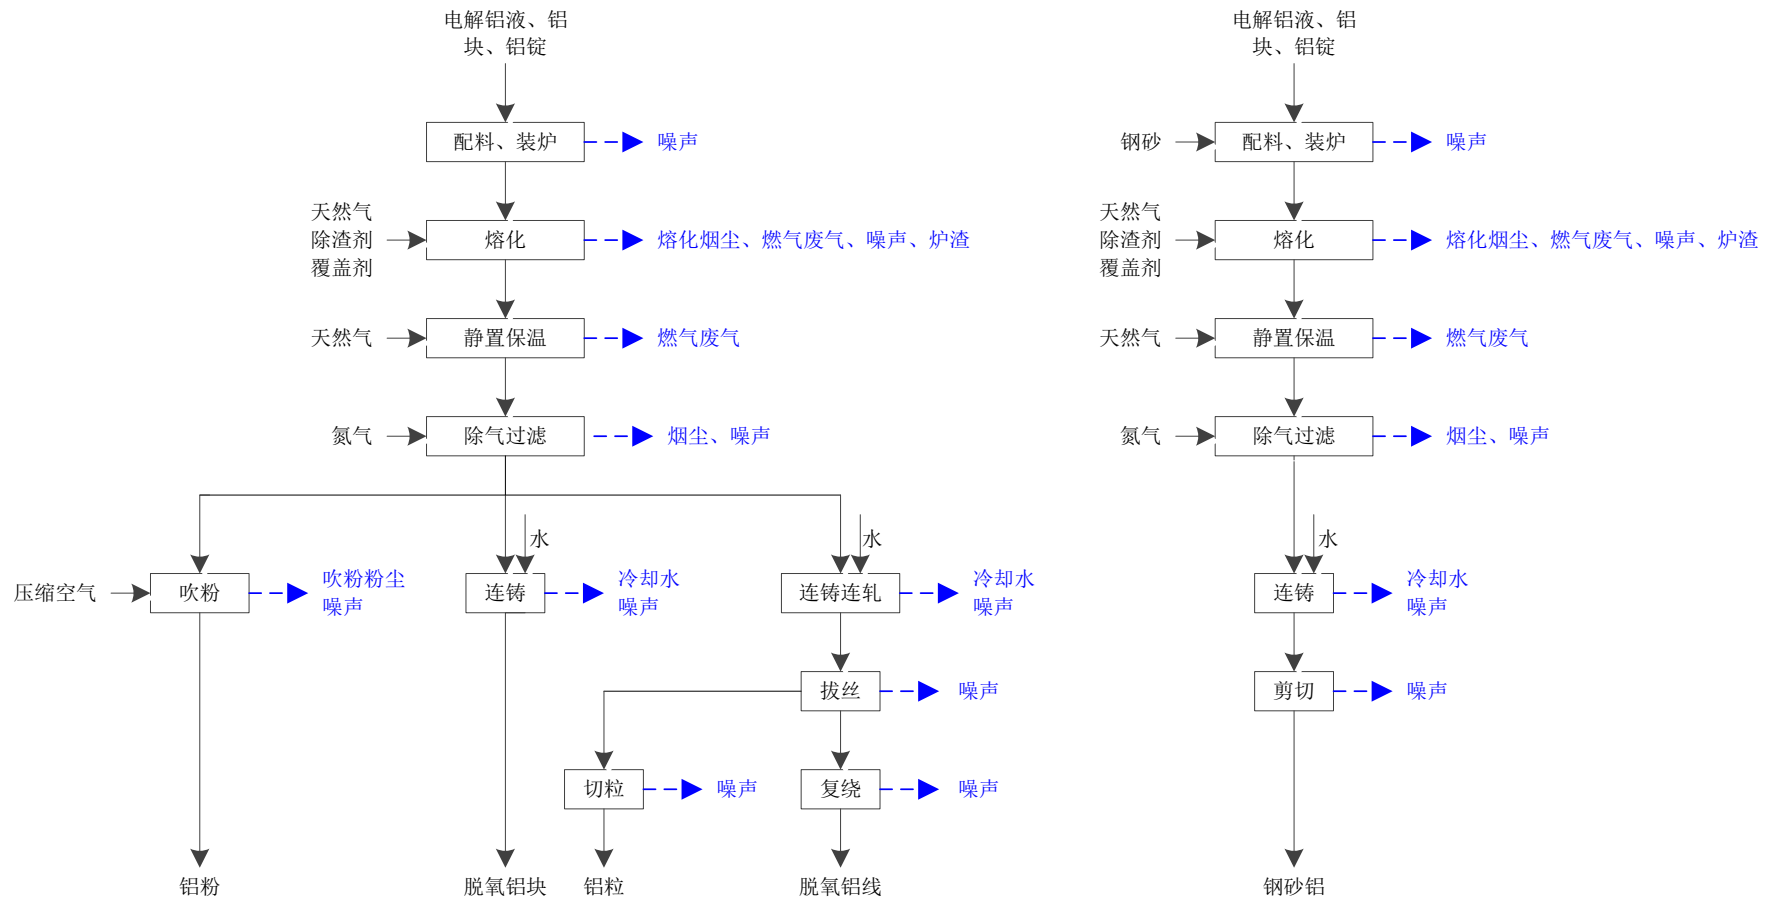 电解铝液、铝
块、铝锭
配料、装炉
噪声
天然气
除渣剂
覆盖剂
熔化
熔化烟尘、燃气废气、噪声、炉渣
天然气
静置保温
燃气废气
氮气
除气过滤
烟尘、噪声
压缩空气
吹粉
吹粉粉尘
噪声
水
连铸
冷却水
噪声
水
连铸连轧
冷却水
噪声
拔丝
噪声
切粒
噪声
复绕
噪声
铝粉
脱氧铝块
铝粒
脱氧铝线
电解铝液、铝
块、铝锭
钢砂
配料、装炉
噪声
天然气
除渣剂
覆盖剂
熔化
熔化烟尘、燃气废气、噪声、炉渣
天然气
静置保温
燃气废气
氮气
除气过滤
烟尘、噪声
水
连铸
冷却水
噪声
剪切
噪声
钢砂铝